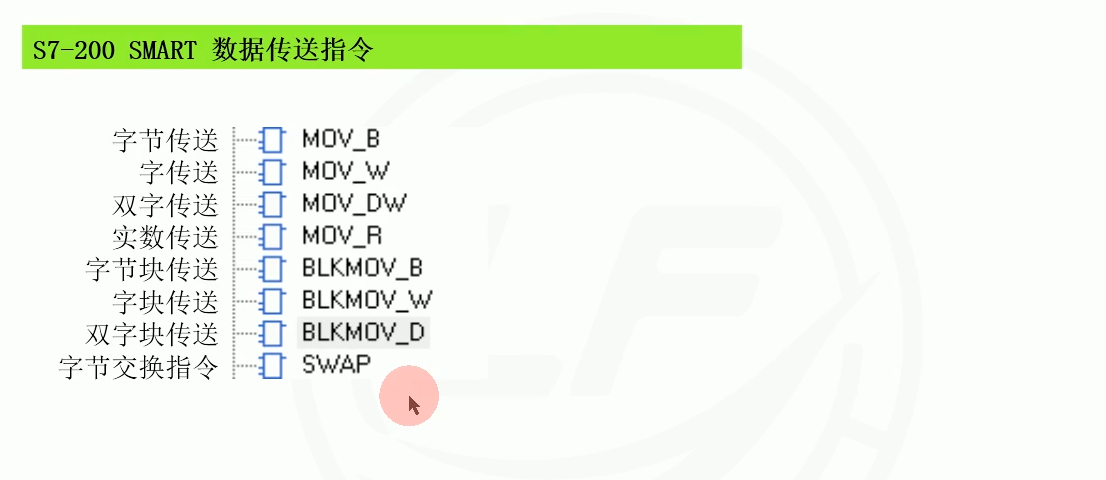 S7-200 SMART 数据传送指令
字节传送 MOV_B
字传送 MOV_W
双字传送 MOV_DW
实数传送 MOV_R
字节块传送 BLKMOV_B
字块传送 BLKMOV_W
双字块传送 BLKMOV_D
字节交换指令 SWAP
LF